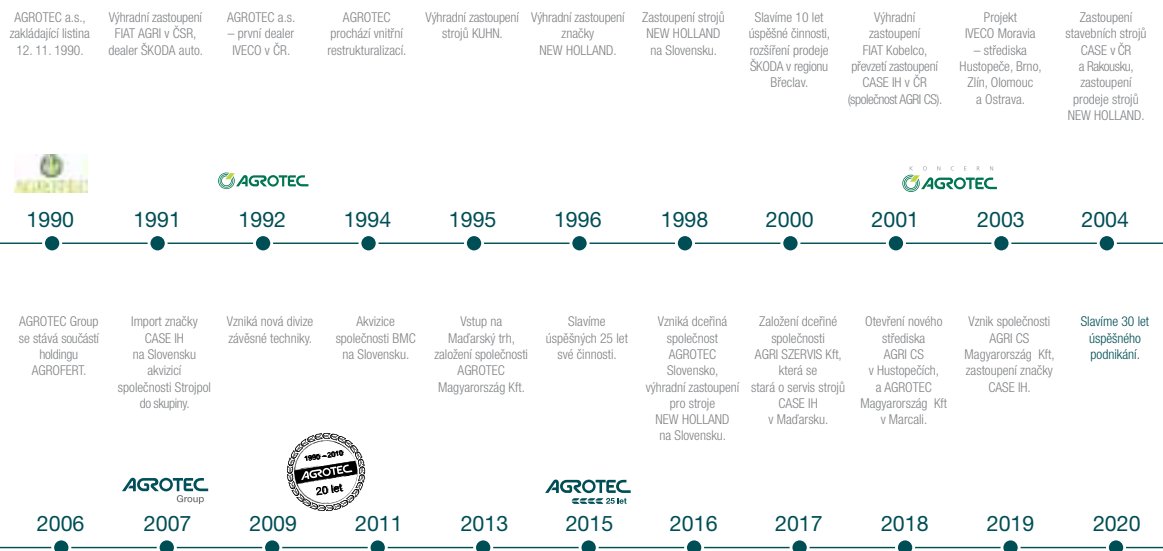 AGROTEC a.s.,
zakládající listina
12. 11. 1990.
Výhradní zastoupení
FIAT AGRI v ČSR,
dealer ŠKODA auto.
AGROTEC a.s.
– první dealer
IVECO v ČR.
AGROTEC
prochází vnitřní
restrukturalizací.
Výhradní zastoupení
strojů KUHN.
Výhradní zastoupení
značky
NEW HOLLAND.
Zastoupení strojů
NEW HOLLAND
na Slovensku.
Slavíme 10 let
úspěšné činnosti,
rozšíření prodeje
ŠKODA v regionu
Břeclav.
Výhradní
zastoupení
FIAT Kobelco,
převzetí zastoupení
CASE IH v ČR
(společnost AGRI CS).
Projekt
IVECO Moravia
– střediska
Hustopeče, Brno,
Zlín, Olomouc
a Ostrava.
Zastoupení
stavebních strojů
CASE v ČR
a Rakousku,
zastoupení
prodeje strojů
NEW HOLLAND.
AGROTEC
AGROTEC
KONCERN
AGROTEC
1990 1991 1992 1994 1995 1996 1998 2000 2001 2003 2004
AGROTEC Group
se stává součástí
holdingu
AGROFERT.
Import značky
CASE IH
na Slovensku
akvizicí
společnosti Strojpol
do skupiny.
Vzniká nová divize
závěsné techniky.
Akvizice
společnosti BMC
na Slovensku.
Vstup na
Maďarský trh,
založení společnosti
AGROTEC
Magyarország Kft.
Slavíme
úspěšných 25 let
své činnosti.
Vzniká dceřiná
společnost
AGROTEC
Slovensko,
výhradní zastoupení
pro stroje
NEW HOLLAND
na Slovensku.
Založení dceřiné
společnosti
AGRI SZERVIS Kft,
která se
stará o servis strojů
CASE IH
v Maďarsku.
Otevření nového
střediska
AGRI CS
v Hustopečích,
a AGROTEC
Magyarország Kft
v Marcali.
Vznik společnosti
AGRI CS
Magyarország Kft,
zastoupení značky
CASE IH.
Slavíme 30 let
úspěšného
podnikání.
AGROTEC
Group
1990 – 2010
AGROTEC
20 let
AGROTEC
25 let
2006 2007 2009 2011 2013 2015 2016 2017 2018 2019 2020